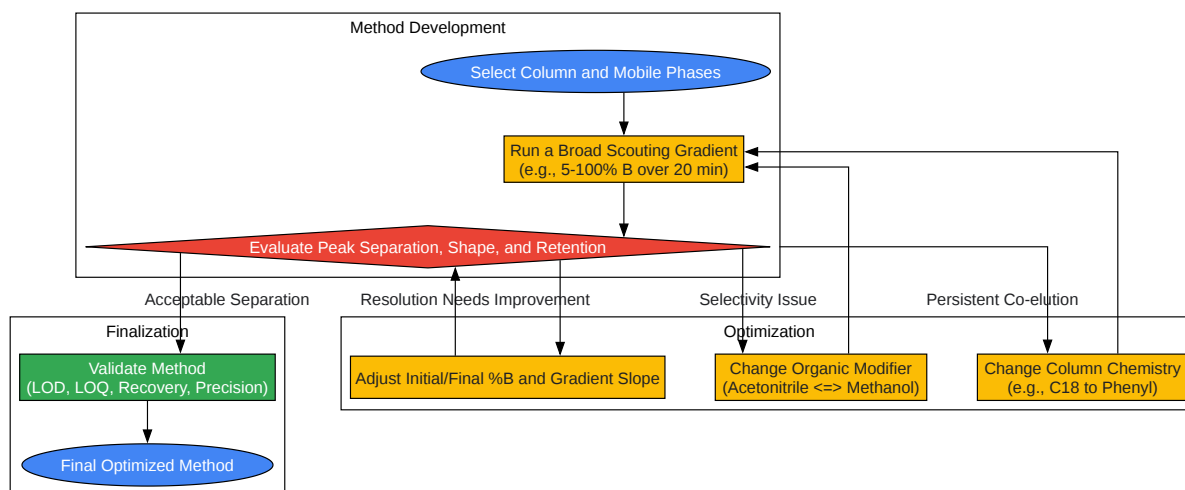 Method Development
Select Column and Mobile Phases
Run a Broad Scouting Gradient
(e.g., 5-100% B over 20 min)
Evaluate Peak Separation, Shape, and Retention
Acceptable Separation
Resolution Needs Improvement
Selectivity Issue
Persistent Co-elution
Finalization
Validate Method
(LOD, LOQ, Recovery, Precision)
Final Optimized Method
Optimization
Adjust Initial/Final %B and Gradient Slope
Change Organic Modifier
(Acetonitrile <=> Methanol)
Change Column Chemistry
(e.g., C18 to Phenyl)